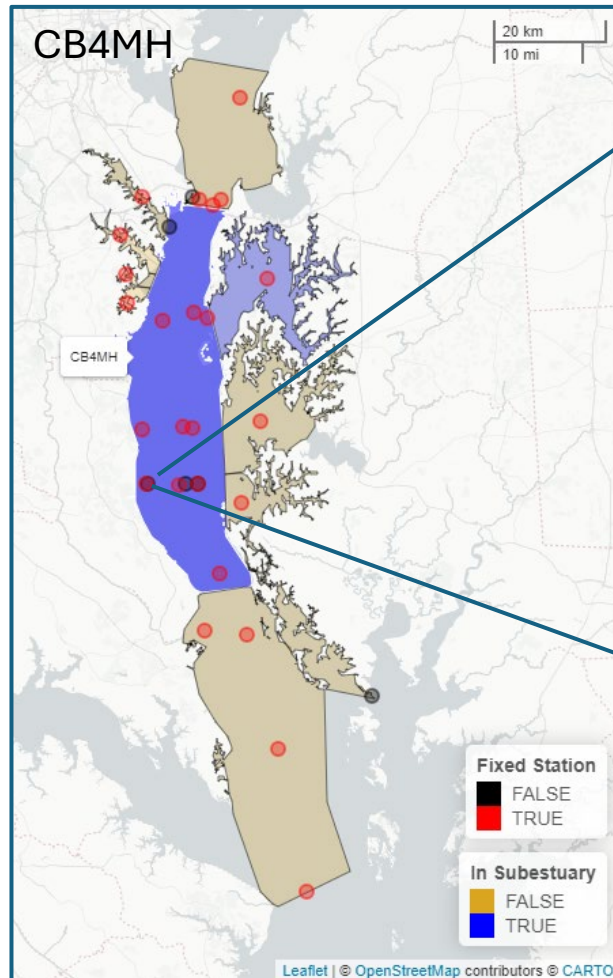 CB4MH
20 km
10 mi
CB4MH
Fixed Station
FALSE
TRUE
In Subestuary
FALSE
TRUE
Leaflet | © OpenStreetMap contributors © CARTO